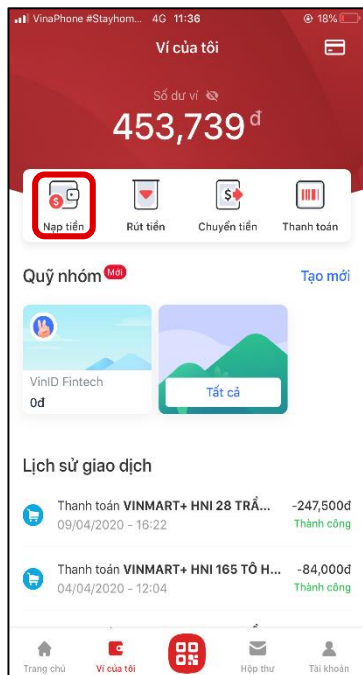 VinaPhone #Stayhom... 4G 11:36 18%
Ví của tôi
Số dư ví
453,739 đ
Nạp tiền Rút tiền Chuyển tiền Thanh toán
Quỹ nhóm Mới Tạo mới
VinID Fintech
0đ
Tất cả
Lịch sử giao dịch
Thanh toán VINMART+ HNI 28 TRẦ... -247,500đ
09/04/2020 - 16:22 Thành công
Thanh toán VINMART+ HNI 165 TÔ H... -84,000đ
04/04/2020 - 12:04 Thành công
Trang chủ Ví của tôi Hộp thư Tài khoản